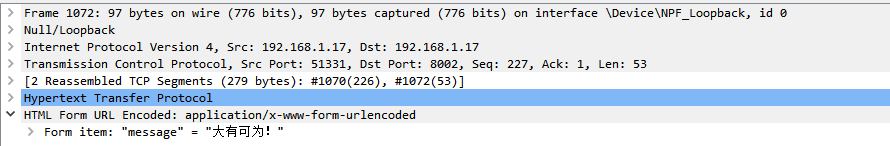 Frame 1072: 97 bytes on wire (776 bits), 97 bytes captured (776 bits) on interface \Device\NPF_Loopback, id 0
Null/Loopback
Internet Protocol Version 4, Src: 192.168.1.17, Dst: 192.168.1.17
Transmission Control Protocol, Src Port: 51331, Dst Port: 8002, Seq: 227, Ack: 1, Len: 53
[2 Reassembled TCP Segments (279 bytes): #1070(226), #1072(53)]
Hypertext Transfer Protocol
HTML Form URL Encoded: application/x-www-form-urlencoded
Form item: "message" = "大有可为！"